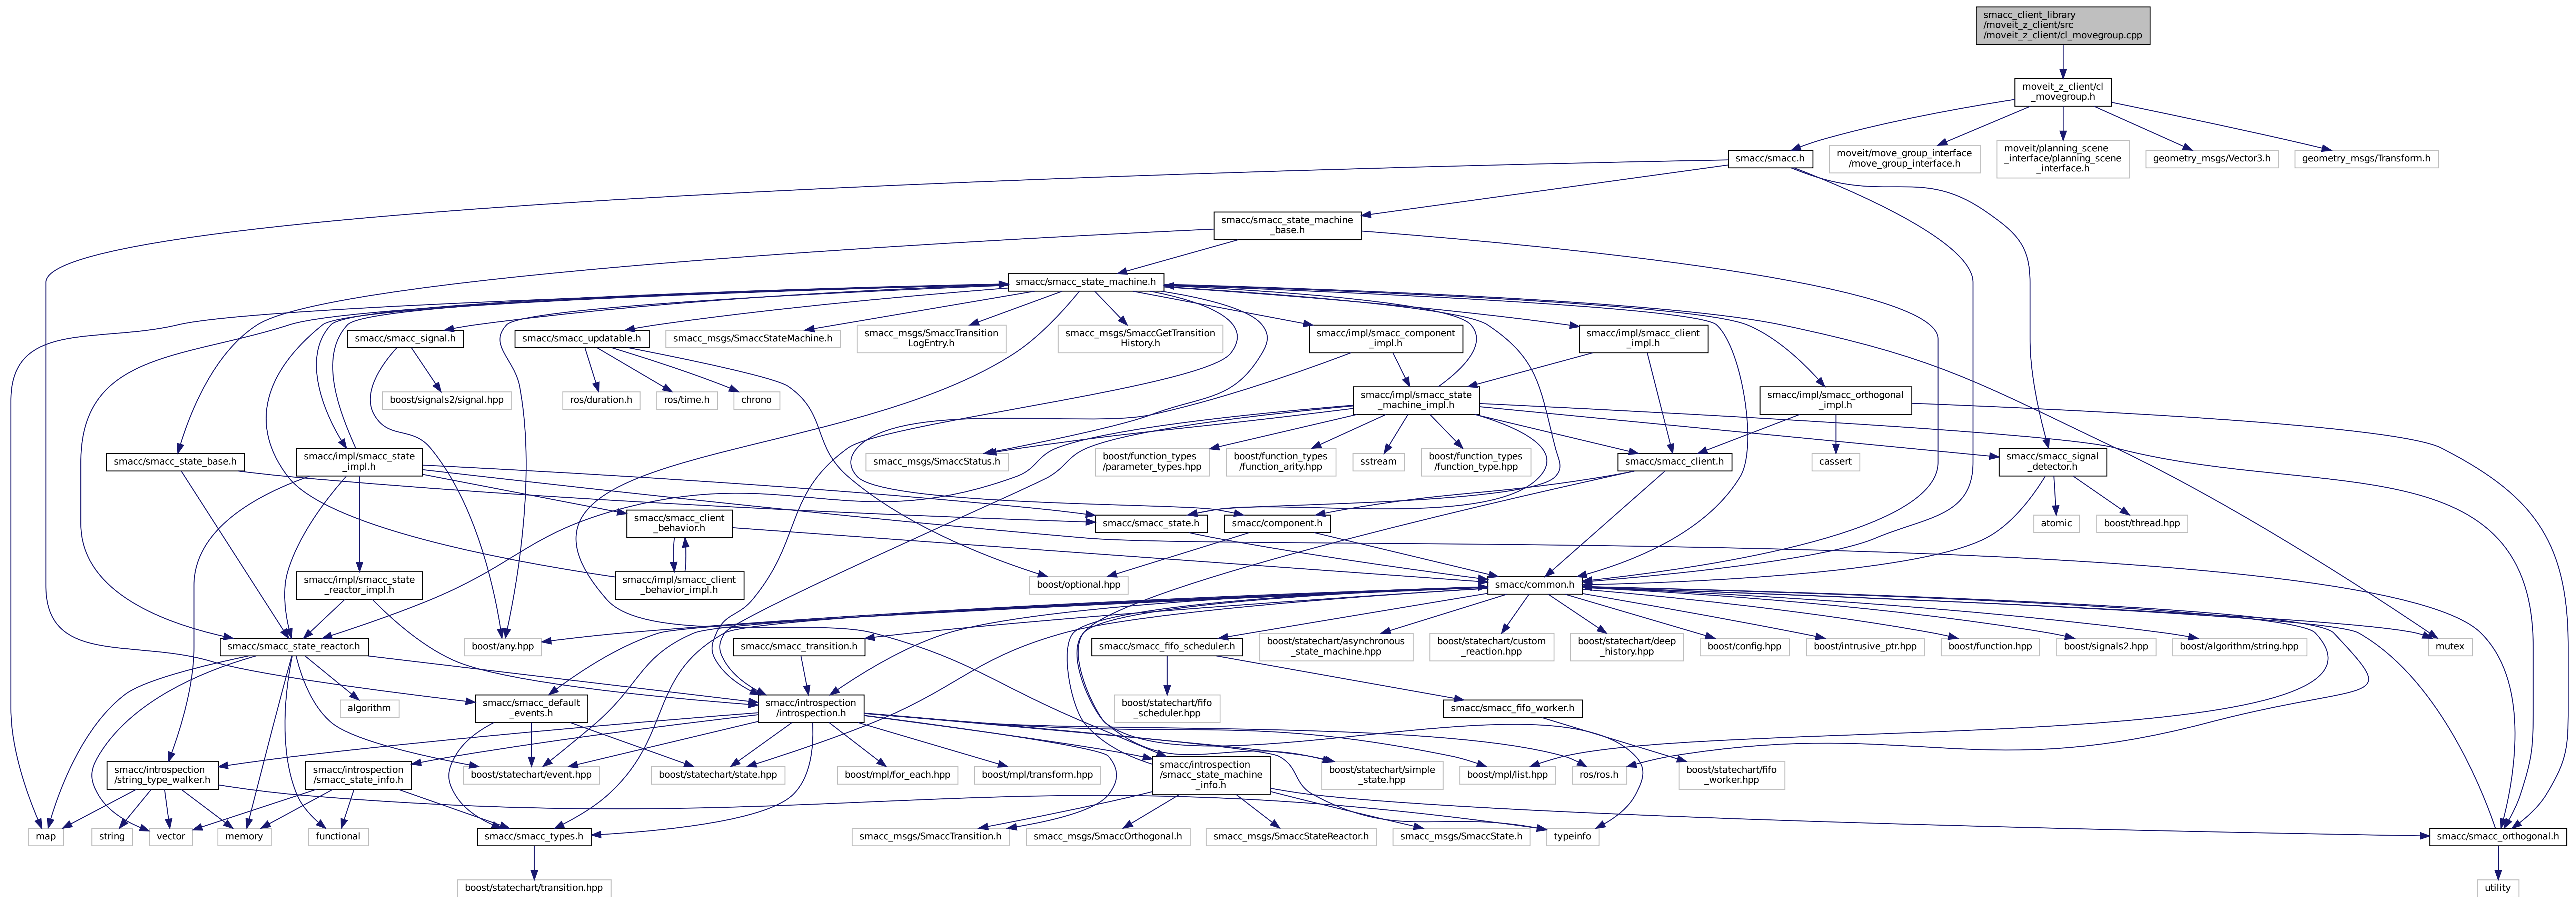 smacc_client_library
/moveit_z_client/src
/moveit_z_client/cl_movegroup.cpp
moveit_z_client/cl
_movegroup.h
smacc/smacc.h
moveit/move_group_interface
/move_group_interface.h
moveit/planning_scene
_interface/planning_scene
_interface.h
geometry_msgs/Vector3.h
geometry_msgs/Transform.h
smacc/smacc_state_machine
_base.h
smacc/smacc_state_machine.h
smacc/smacc_signal.h
smacc/smacc_updatable.h
smacc_msgs/SmaccStateMachine.h
smacc_msgs/SmaccTransition
LogEntry.h
smacc_msgs/SmaccGetTransition
History.h
smacc/impl/smacc_component
_impl.h
smacc/impl/smacc_client
_impl.h
boost/signals2/signal.hpp
ros/duration.h
ros/time.h
chrono
smacc/impl/smacc_state
_machine_impl.h
smacc/impl/smacc_orthogonal
_impl.h
smacc/smacc_state_base.h
smacc/impl/smacc_state
_impl.h
smacc_msgs/SmaccStatus.h
boost/function_types
/parameter_types.hpp
boost/function_types
/function_arity.hpp
sstream
boost/function_types
/function_type.hpp
smacc/smacc_client.h
cassert
smacc/smacc_signal
_detector.h
smacc/smacc_client
_behavior.h
smacc/smacc_state.h
smacc/component.h
atomic
boost/thread.hpp
smacc/impl/smacc_state
_reactor_impl.h
smacc/impl/smacc_client
_behavior_impl.h
boost/optional.hpp
smacc/common.h
smacc/smacc_state_reactor.h
boost/any.hpp
smacc/smacc_transition.h
smacc/smacc_fifo_scheduler.h
boost/statechart/asynchronous
_state_machine.hpp
boost/statechart/custom
_reaction.hpp
boost/statechart/deep
_history.hpp
boost/config.hpp
boost/intrusive_ptr.hpp
boost/function.hpp
boost/signals2.hpp
boost/algorithm/string.hpp
mutex
algorithm
smacc/smacc_default
_events.h
smacc/introspection
/introspection.h
boost/statechart/fifo
_scheduler.hpp
smacc/smacc_fifo_worker.h
smacc/introspection
/string_type_walker.h
smacc/introspection
/smacc_state_info.h
boost/statechart/event.hpp
boost/statechart/state.hpp
boost/mpl/for_each.hpp
boost/mpl/transform.hpp
smacc/introspection
/smacc_state_machine
_info.h
boost/statechart/simple
_state.hpp
boost/mpl/list.hpp
ros/ros.h
boost/statechart/fifo
_worker.hpp
map
string
vector
memory
functional
smacc/smacc_types.h
smacc_msgs/SmaccTransition.h
smacc_msgs/SmaccOrthogonal.h
smacc_msgs/SmaccStateReactor.h
smacc_msgs/SmaccState.h
typeinfo
smacc/smacc_orthogonal.h
boost/statechart/transition.hpp
utility